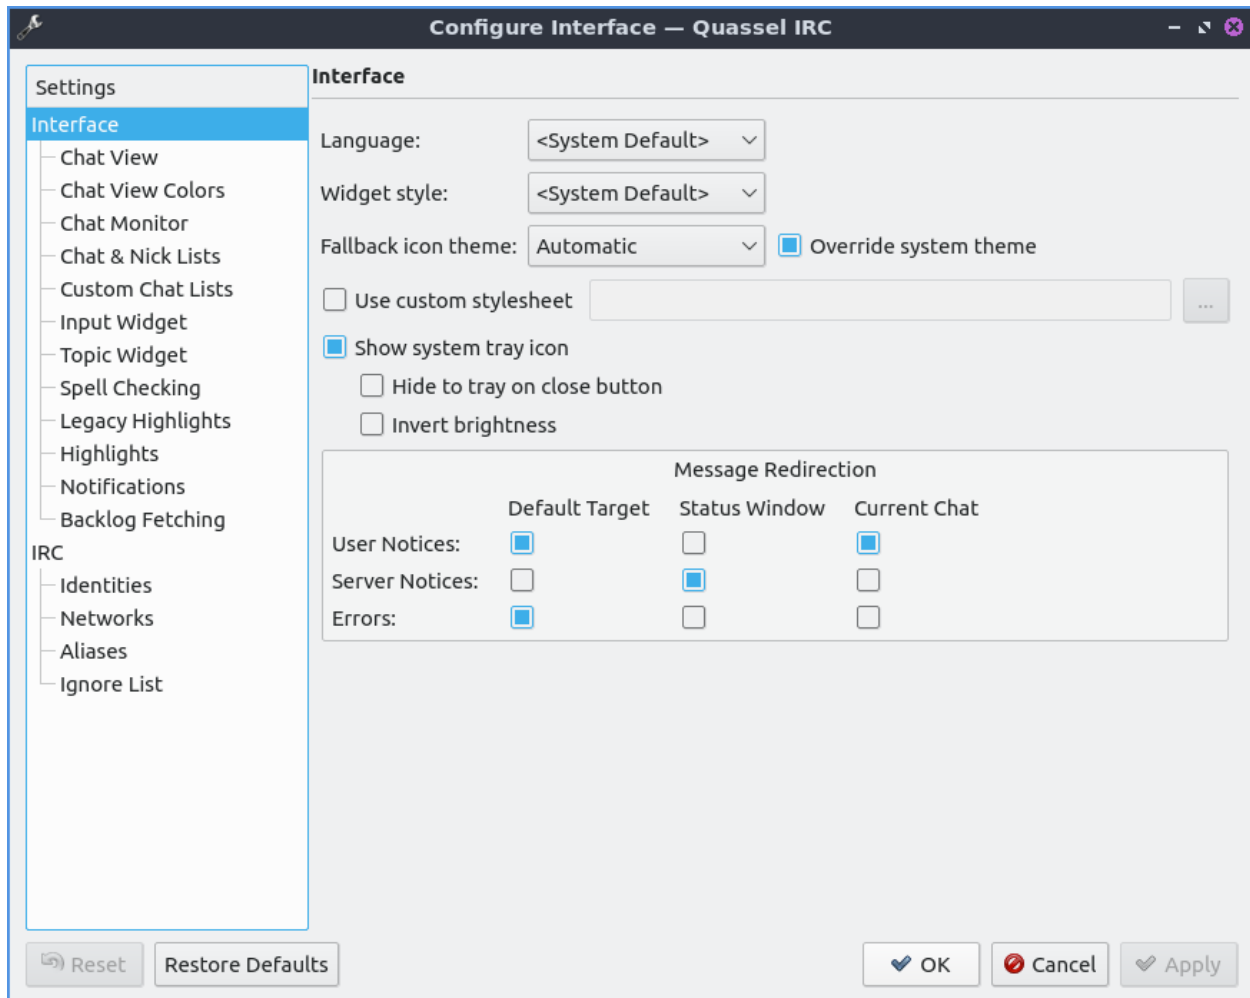 Configure Interface — Quassel IRC
Settings
Interface
Chat View
Chat View Colors
Chat Monitor
Chat & Nick Lists
Custom Chat Lists
Input Widget
Topic Widget
Spell Checking
Legacy Highlights
Highlights
Notifications
Backlog Fetching
IRC
Identities
Networks
Aliases
Ignore List
Interface
Language: <System Default>
Widget style: <System Default>
Fallback icon theme: Automatic Override system theme
Use custom stylesheet ...
Show system tray icon
Hide to tray on close button
Invert brightness
Message Redirection
Default Target Status Window Current Chat
User Notices:
Server Notices:
Errors:
Reset Restore Defaults OK Cancel Apply